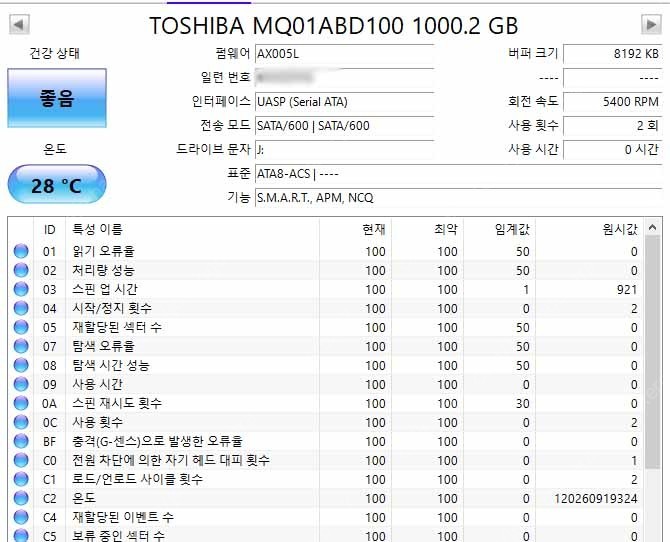 TOSHIBA MQ01ABD100 1000.2 GB
건강 상태
좋음
온도
28 °C
펌웨어 AX005L 버퍼 크기 8192 KB
일련 번호 ---- ----
인터페이스 UASP (Serial ATA) 회전 속도 5400 RPM
전송 모드 SATA/600 | SATA/600 사용 횟수 2 회
드라이브 문자 J: 사용 시간 0 시간
표준 ATA8-ACS | ----
기능 S.M.A.R.T., APM, NCQ
ID 특성 이름 현재 최악 임계값 원시값
01 읽기 오류율 100 100 50 0
02 처리량 성능 100 100 50 0
03 스핀 업 시간 100 100 1 921
04 시작/정지 횟수 100 100 0 2
05 재할당된 섹터 수 100 100 50 0
07 탐색 오류율 100 100 50 0
08 탐색 시간 성능 100 100 50 0
09 사용 시간 100 100 0 0
0A 스핀 재시도 횟수 100 100 30 0
0C 사용 횟수 100 100 0 2
BF 충격(G-센스)으로 발생한 오류율 100 100 0 0
C0 전원 차단에 의한 자기 헤드 대피 횟수 100 100 0 1
C1 로드/언로드 사이클 횟수 100 100 0 2
C2 온도 100 100 0 120260919324
C4 재할당된 이벤트 수 100 100 0 0
C5 보류 중인 섹터 수 100 100 0 0